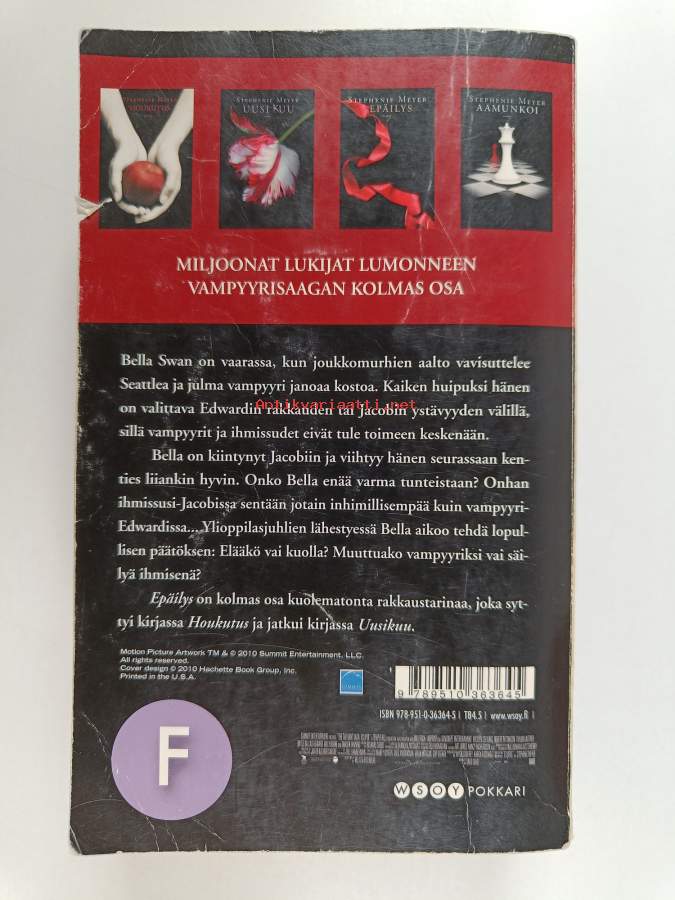 STEPHENIE MEYER
HOUKUTUS
STEPHENIE MEYER
UUSI KUU
STEPHENIE MEYER
EPÄILYS
STEPHENIE MEYER
AAMUNKOI
MILJOONAT LUKIJAT LUMONNEEN
VAMPYYRISAAGAN KOLMAS OSA
Bella Swan on vaarassa, kun joukkomurhien aalto vavisuttelee
Seattlea ja julma vampyyri janoaa kostoa. Kaiken huipuksi hänen
on valittava Edwardin rakkauden tai Jacobin ystävyyden välillä,
Antikvariaatti.net
sillä vampyyrit ja ihmissudet eivät tule toimeen keskenään.
Bella on kiintynyt Jacobiin ja viihtyy hänen seurassaan ken-
ties liiankin hyvin. Onko Bella enää varma tunteistaan? Onhan
ihmissusi-Jacobissa sentään jotain inhimillisempää kuin vampyyri-
Edwardissa... Ylioppilasjuhlien lähestyessä Bella aikoo tehdä lopul-
lisen päätöksen: Elääkö vai kuolla? Muuttuako vampyyriksi vai säi-
lyä ihmisenä?
Epäilys on kolmas osa kuolematonta rakkaustarinaa, joka syt-
tyi kirjassa Houkutus ja jatkui kirjassa Uusikuu.
Motion Picture Artwork TM & © 2010 Summit Entertainment, LLC.
All rights reserved.
Cover design © 2010 Hachette Book Group, Inc.
Printed in the U.S.A.
9 789510 363645
ISBN 978-951-0-36364-5 | T84.5 | www.wsoy.fi |
F
WSOY POKKARI